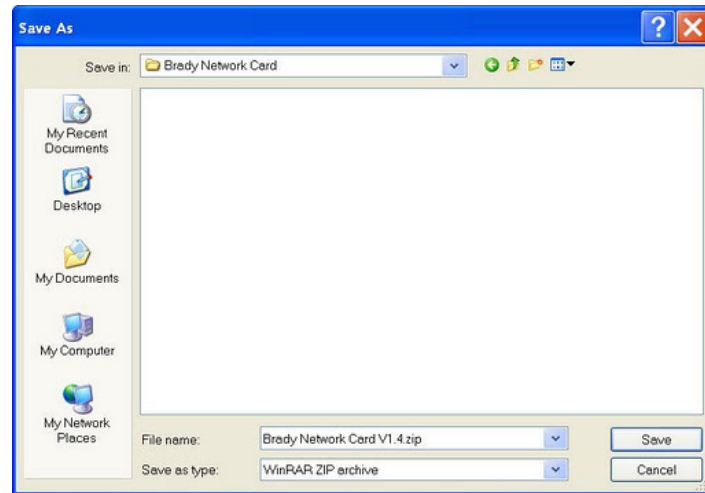 Save As
Save in: Brady Network Card
My Recent
Documents
Desktop
My Documents
My Computer
My Network
Places
File name: Brady Network Card V1.4.zip Save
Save as type: WinRAR ZIP archive Cancel